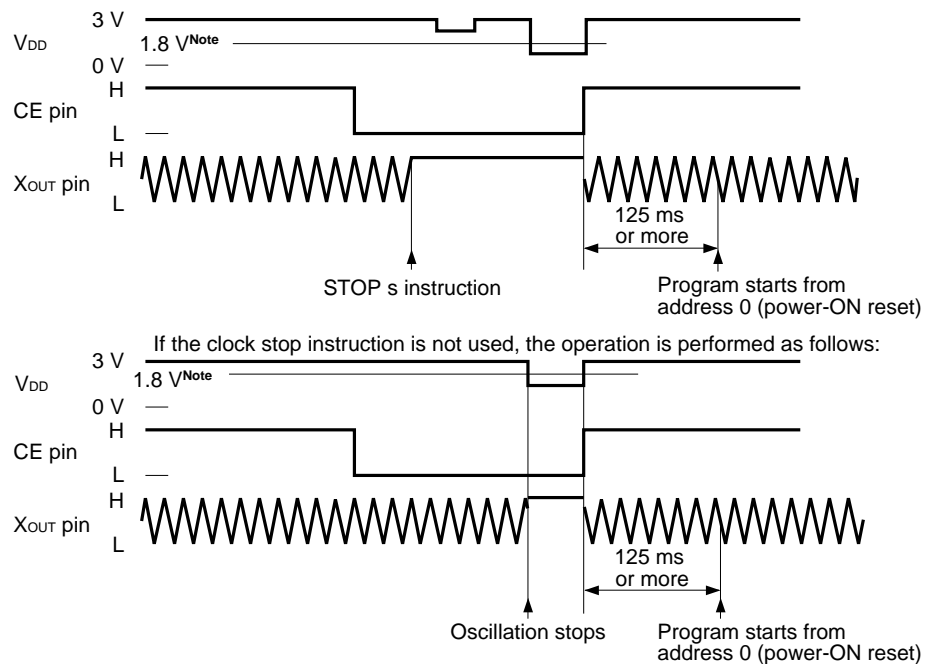 3 V
VDD
1.8 VNote
0 V
H
CE pin
L
H
XOUT pin
L
125 ms
or more
STOP s instruction
Program starts from
address 0 (power-ON reset)
If the clock stop instruction is not used, the operation is performed as follows:
3 V
VDD
1.8 VNote
0 V
H
CE pin
L
H
XOUT pin
L
125 ms
or more
Oscillation stops
Program starts from
address 0 (power-ON reset)